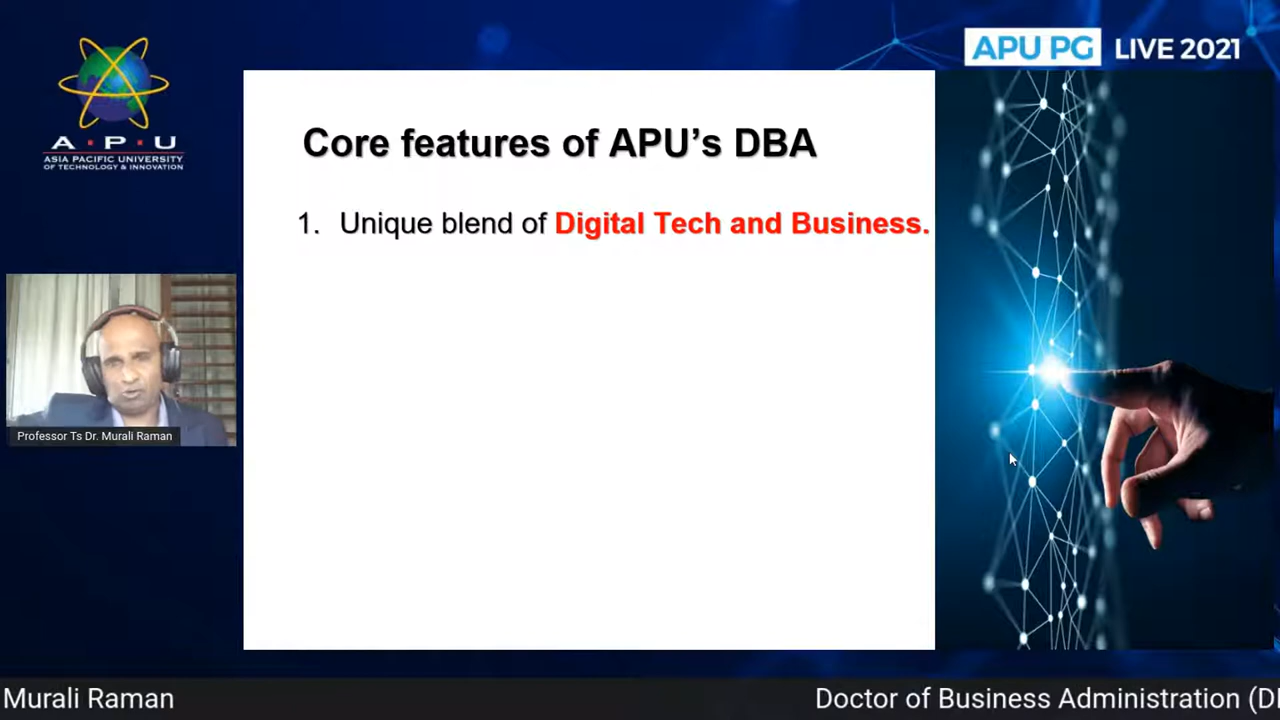 A·P·U
ASIA PACIFIC UNIVERSITY
OF TECHNOLOGY & INNOVATION
APU PG LIVE 2021
Core features of APU’s DBA
1. Unique blend of Digital Tech and Business.
Professor Ts Dr. Murali Raman
Murali Raman
Doctor of Business Administration (D